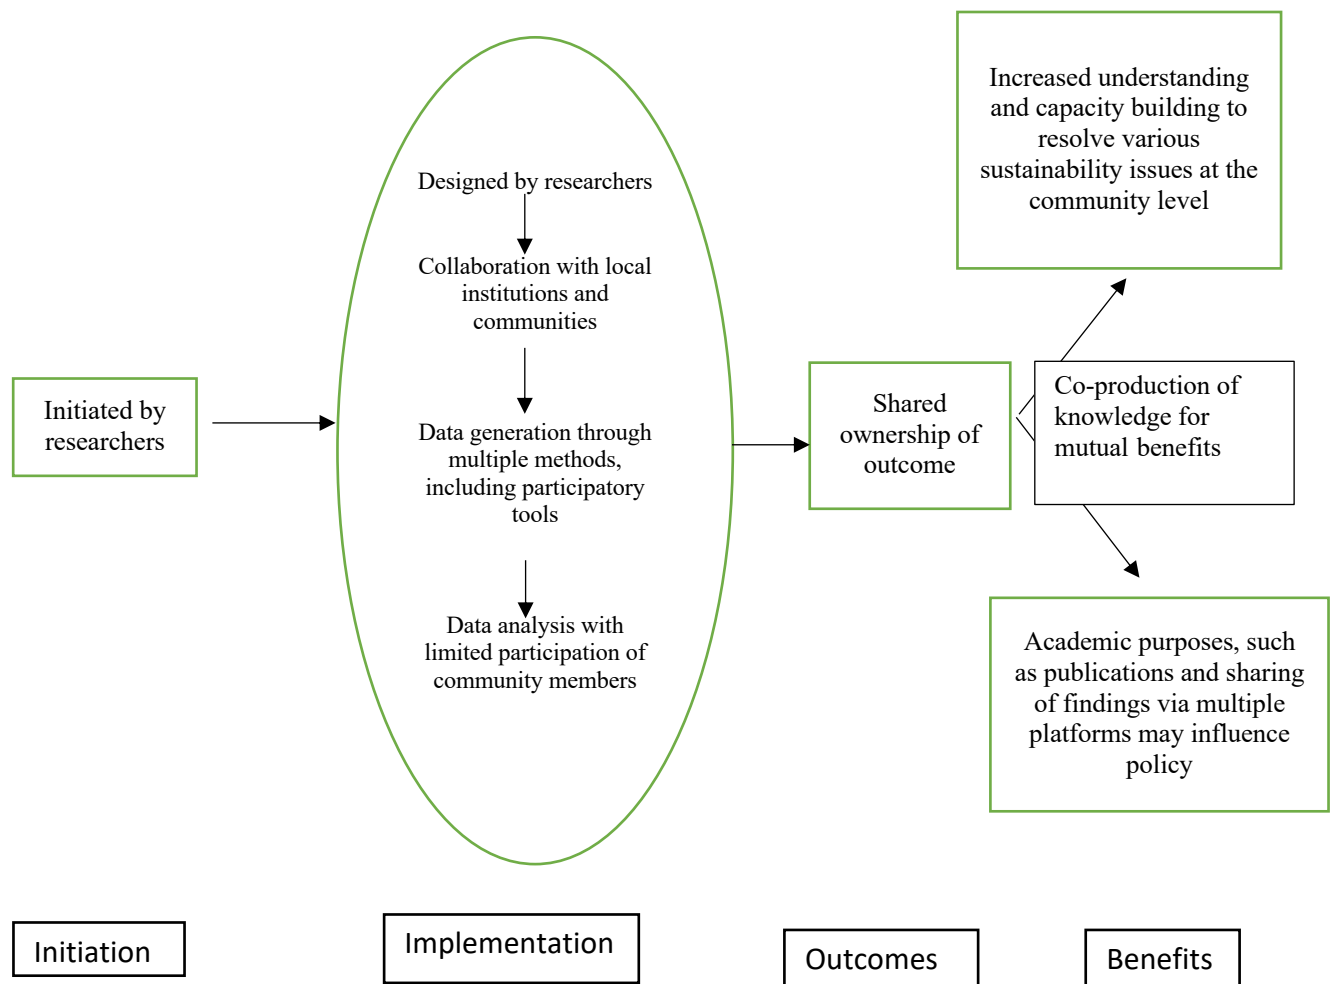 Initiated by
researchers
Designed by researchers
Collaboration with local
institutions and
communities
Data generation through
multiple methods,
including participatory
tools
Data analysis with
limited participation of
community members
Shared
ownership of
outcome
Increased understanding
and capacity building to
resolve various
sustainability issues at the
community level
Co-production of
knowledge for
mutual benefits
Academic purposes, such
as publications and sharing
of findings via multiple
platforms may influence
policy
Initiation
Implementation
Outcomes
Benefits